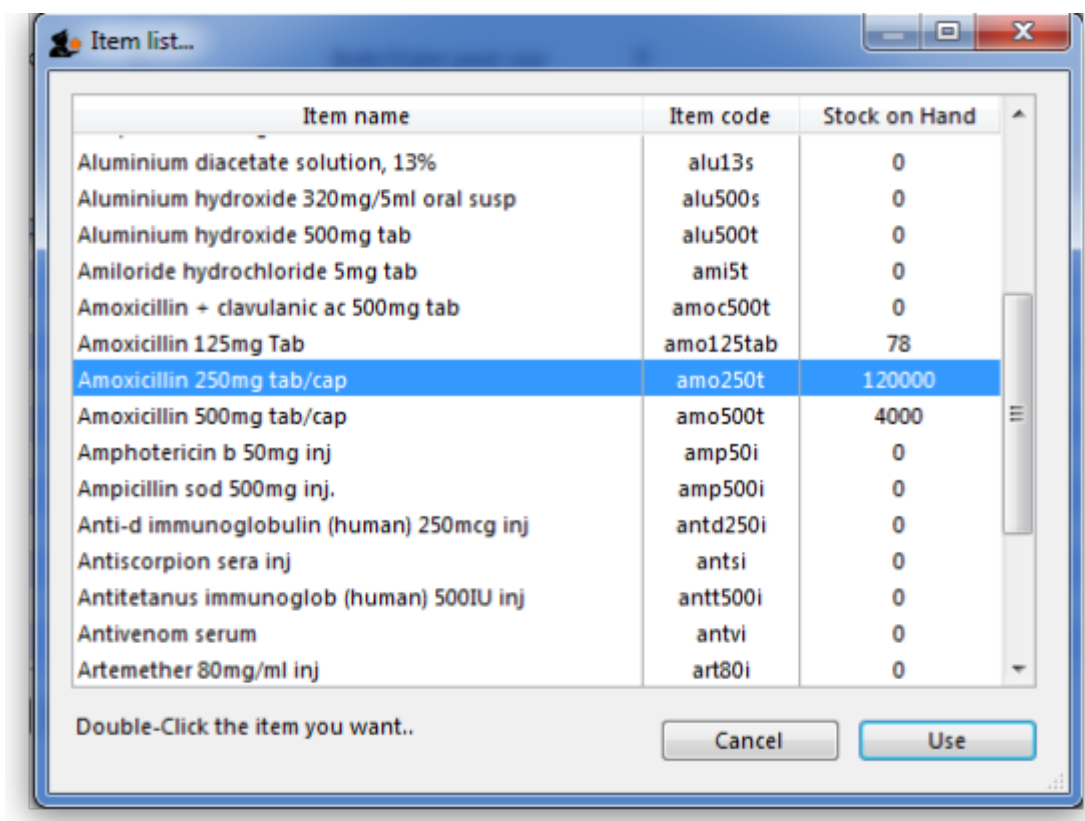 Item list...
Item name Item code Stock on Hand
Aluminium diacetate solution, 13% alu13s 0
Aluminium hydroxide 320mg/5ml oral susp alu500s 0
Aluminium hydroxide 500mg tab alu500t 0
Amiloride hydrochloride 5mg tab ami5t 0
Amoxicillin + clavulanic ac 500mg tab amoc500t 0
Amoxicillin 125mg Tab amo125tab 78
Amoxicillin 250mg tab/cap amo250t 120000
Amoxicillin 500mg tab/cap amo500t 4000
Amphotericin b 50mg inj amp50i 0
Ampicillin sod 500mg inj. amp500i 0
Anti-d immunoglobulin (human) 250mcg inj antd250i 0
Antiscorpion sera inj antsi 0
Antitetanus immunoglob (human) 500IU inj antt500i 0
Antivenom serum antvi 0
Artemether 80mg/ml inj art80i 0
Double-Click the item you want..
Cancel Use